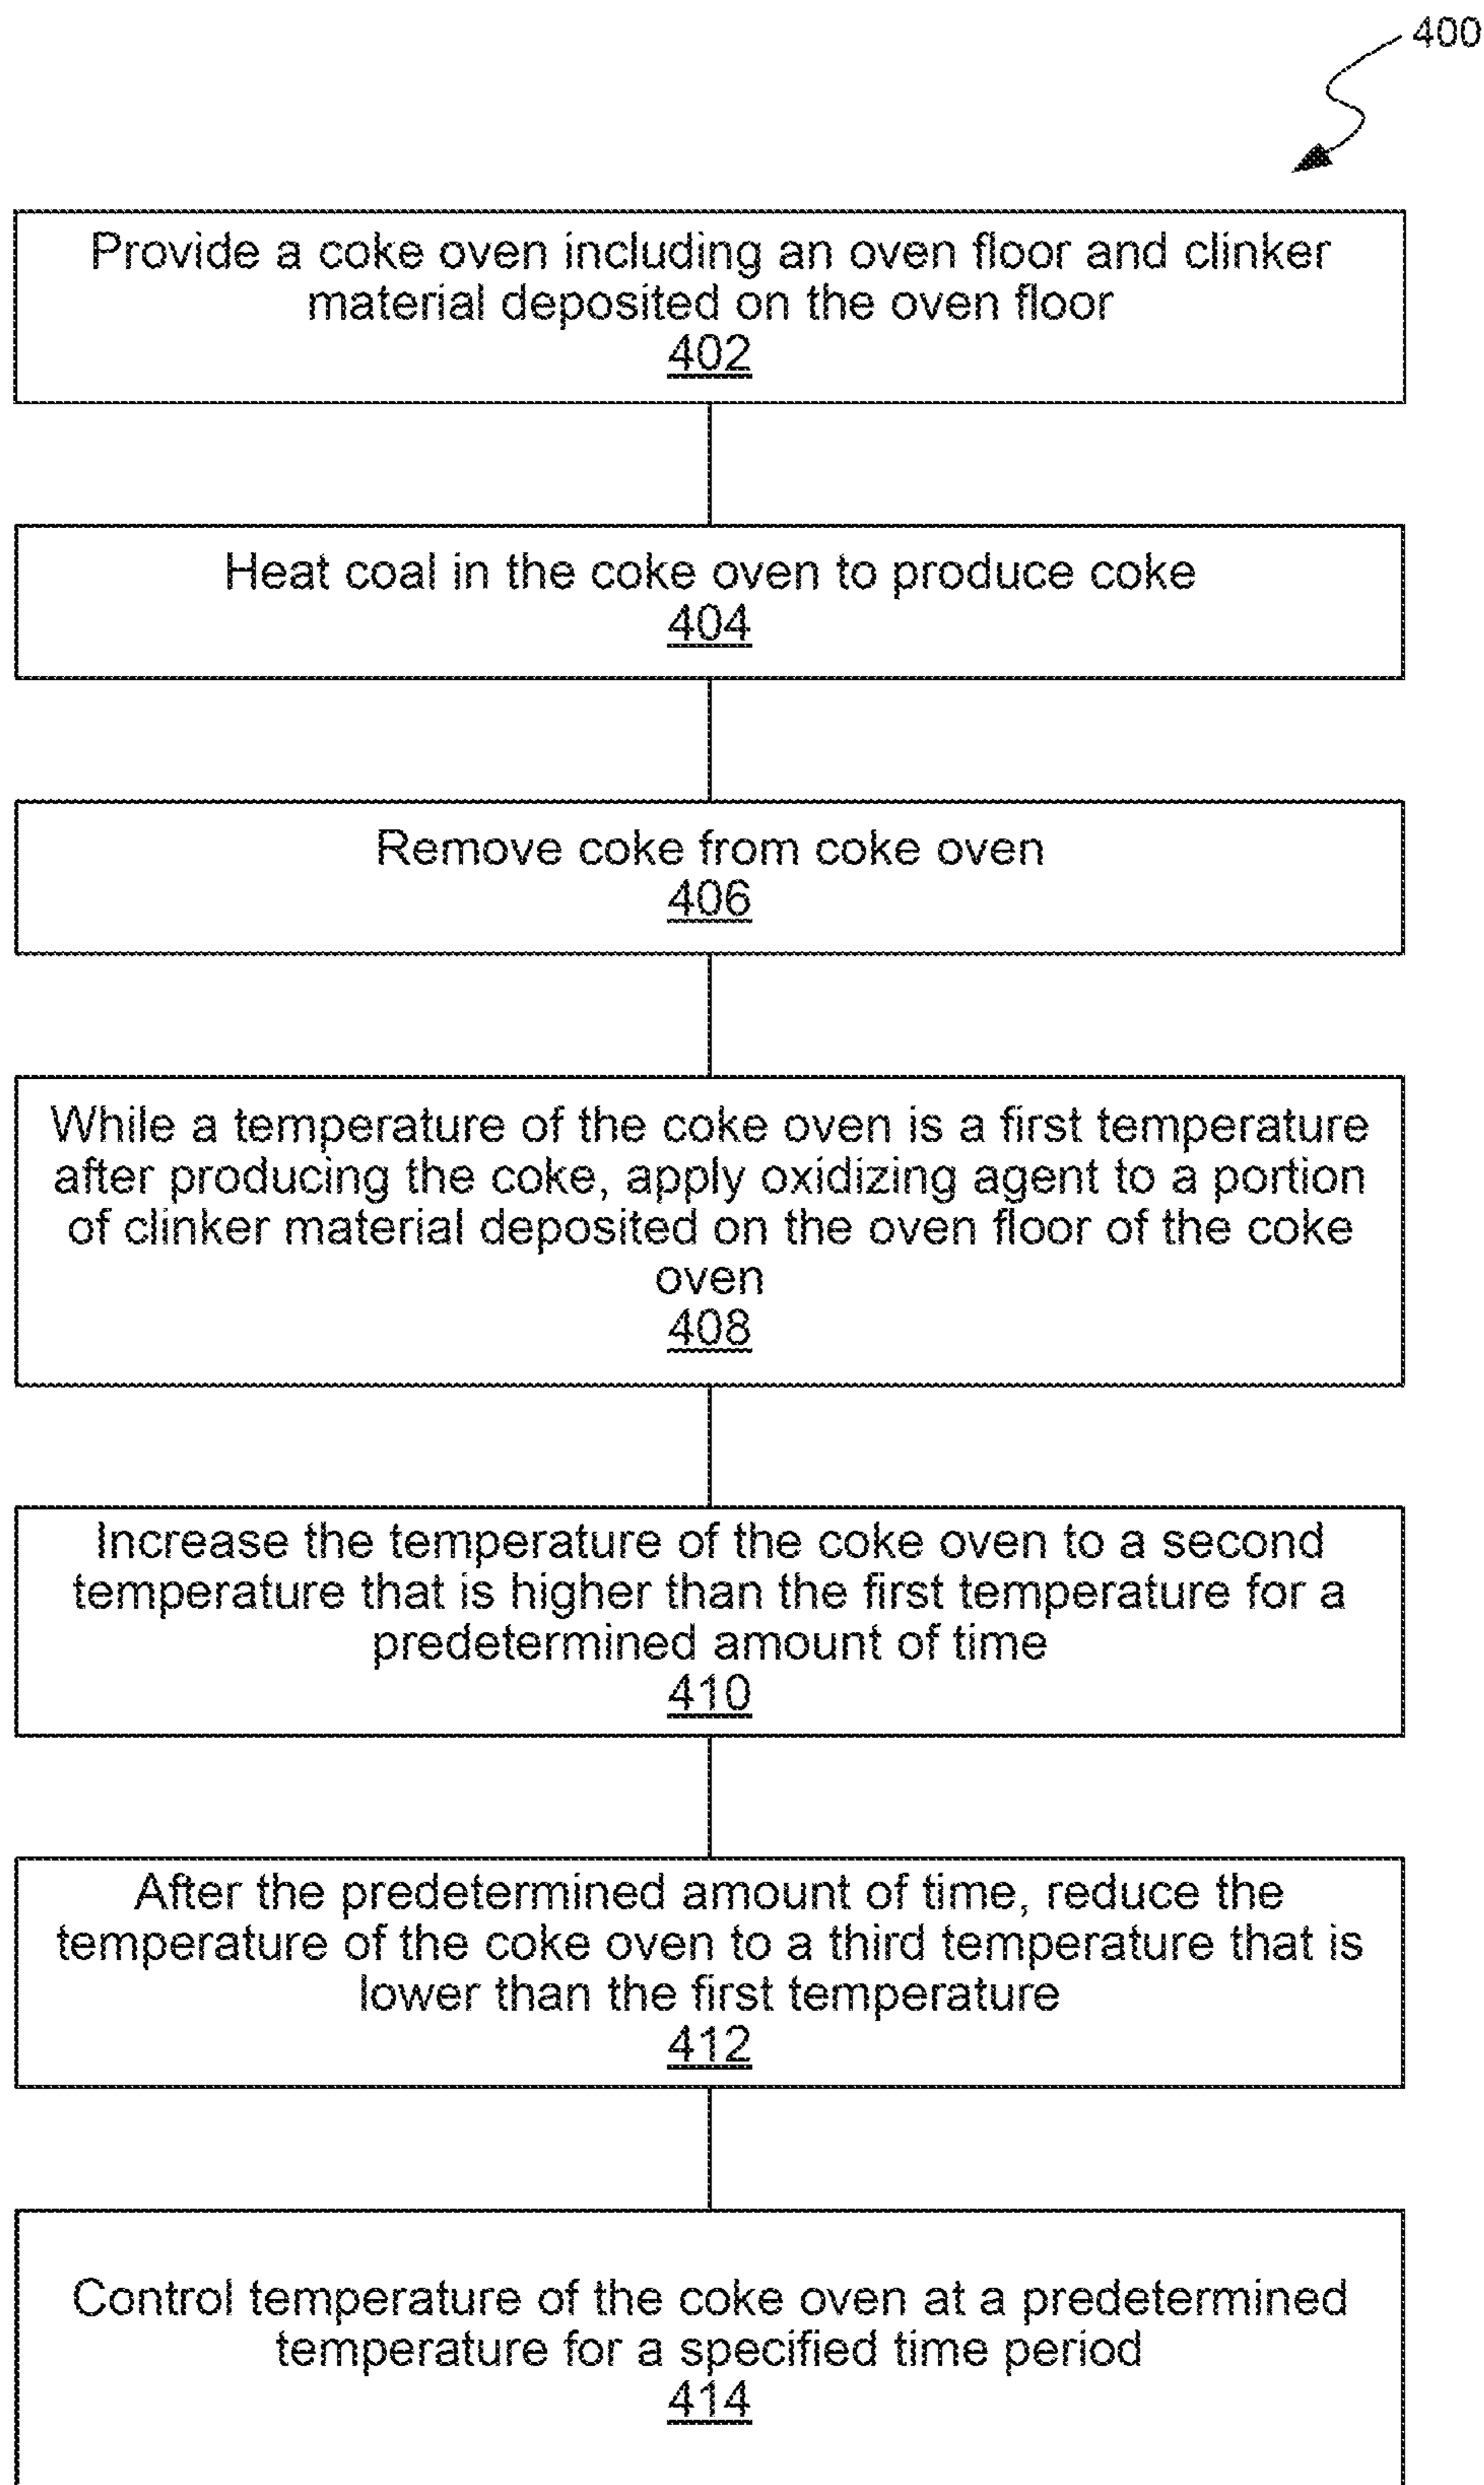 400
Provide a coke oven including an oven floor and clinker
material deposited on the oven floor
402
Heat coal in the coke oven to produce coke
404
Remove coke from coke oven
406
While a temperature of the coke oven is a first temperature
after producing the coke, apply oxidizing agent to a portion
of clinker material deposited on the oven floor of the coke
oven
408
Increase the temperature of the coke oven to a second
temperature that is higher than the first temperature for a
predetermined amount of time
410
After the predetermined amount of time, reduce the
temperature of the coke oven to a third temperature that is
lower than the first temperature
412
Control temperature of the coke oven at a predetermined
temperature for a specified time period
414